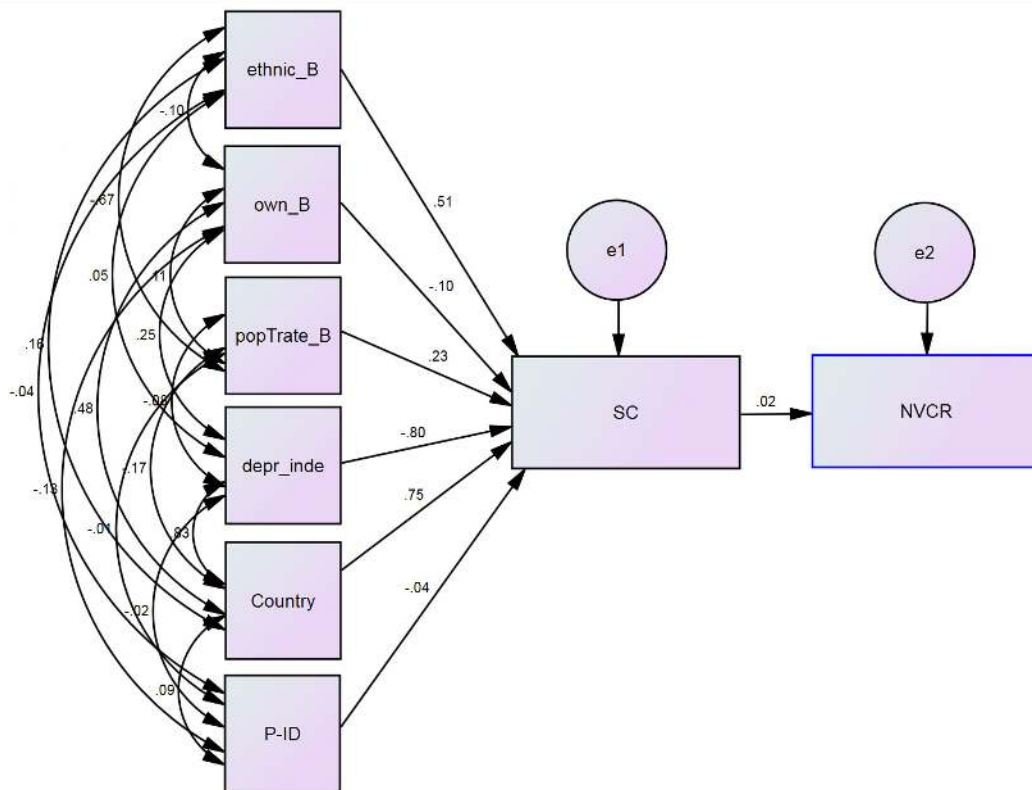 ethnic_B
-.10
own_B
-.67
.51
e1
e2
.05
.11
-.10
popTrate_B
.25
.23
.16
-.08
SC
.02
NVCR
-.04
.48
-.80
depr_inde
-.17
.75
-.13
-.01
.83
Country
-.04
-.02
.09
P-ID